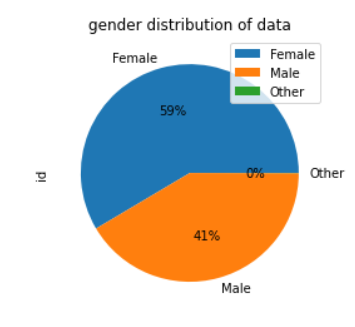 gender distribution of data
Female
Female
Male
Other
59%
id
0%
Other
41%
Male